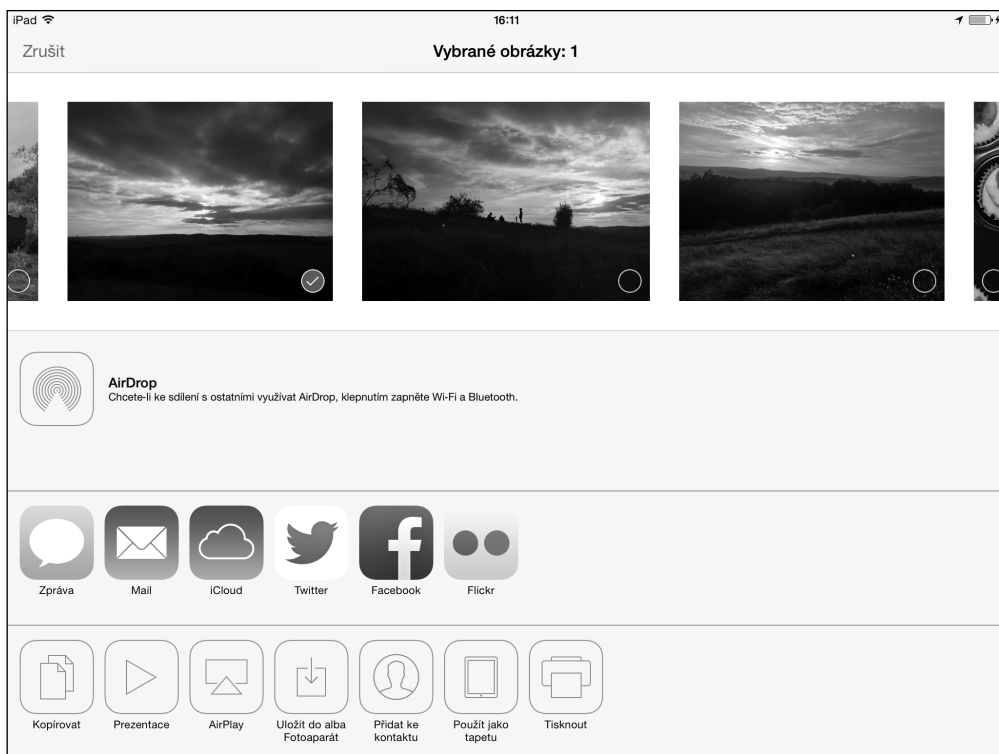 iPad 16:11
Zrušit Vybrané obrázky: 1
AirDrop
Chcete-li ke sdílení s ostatními využívat AirDrop, klepnutím zapněte Wi-Fi a Bluetooth.
Zpráva Mail iCloud Twitter Facebook Flickr
Kopírovat Prezentace AirPlay Uložit do alba Přidat ke Použít jako Tisknout
Fotoaparát kontaktu tapetu